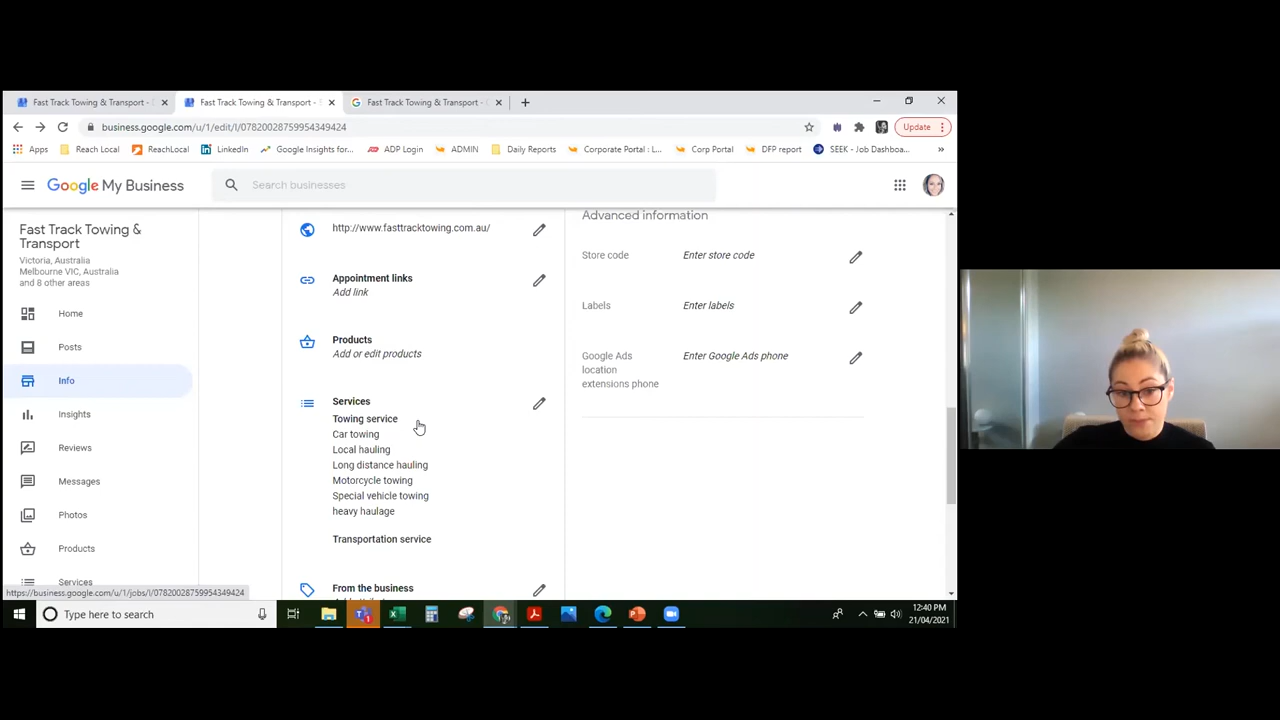 Fast Track Towing & Transport -
Fast Track Towing & Transport -
Fast Track Towing & Transport -
business.google.com/u/1/edit/l/07820028759954349424
Update
Apps
Reach Local
ReachLocal
LinkedIn
Google Insights for...
ADP Login
ADMIN
Daily Reports
Corporate Portal : L...
Corp Portal
DFP report
SEEK - Job Dashboa...
»
Google My Business
Search businesses
Fast Track Towing &
Transport
Victoria, Australia
Melbourne VIC, Australia
and 8 other areas
Home
Posts
Info
Insights
Reviews
Messages
Photos
Products
Services
http://www.fasttracktowing.com.au/
Appointment links
Add link
Products
Add or edit products
Services
Towing service
Car towing
Local hauling
Long distance hauling
Motorcycle towing
Special vehicle towing
heavy haulage
Transportation service
From the business
Advanced information
Store code
Enter store code
Labels
Enter labels
Google Ads
location
extensions phone
Enter Google Ads phone
https://business.google.com/u/1/jobs/l/07820028759954349424
Type here to search
12:40 PM
21/04/2021